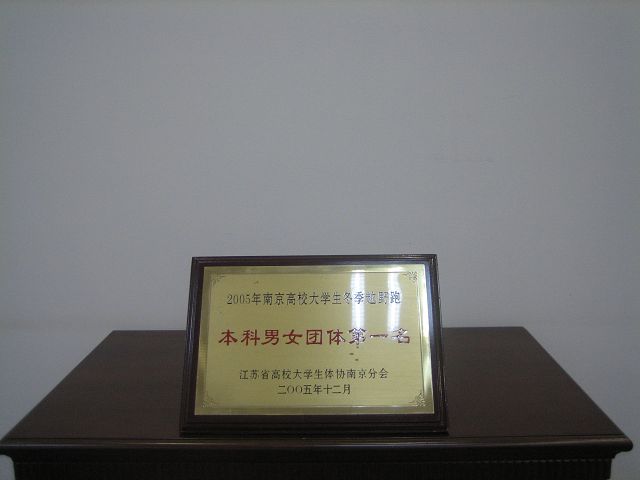 2005年南京高校大学生冬季越野跑
本科男女团体第一名
江苏省高校大学生体协南京分会
二〇〇五年十二月